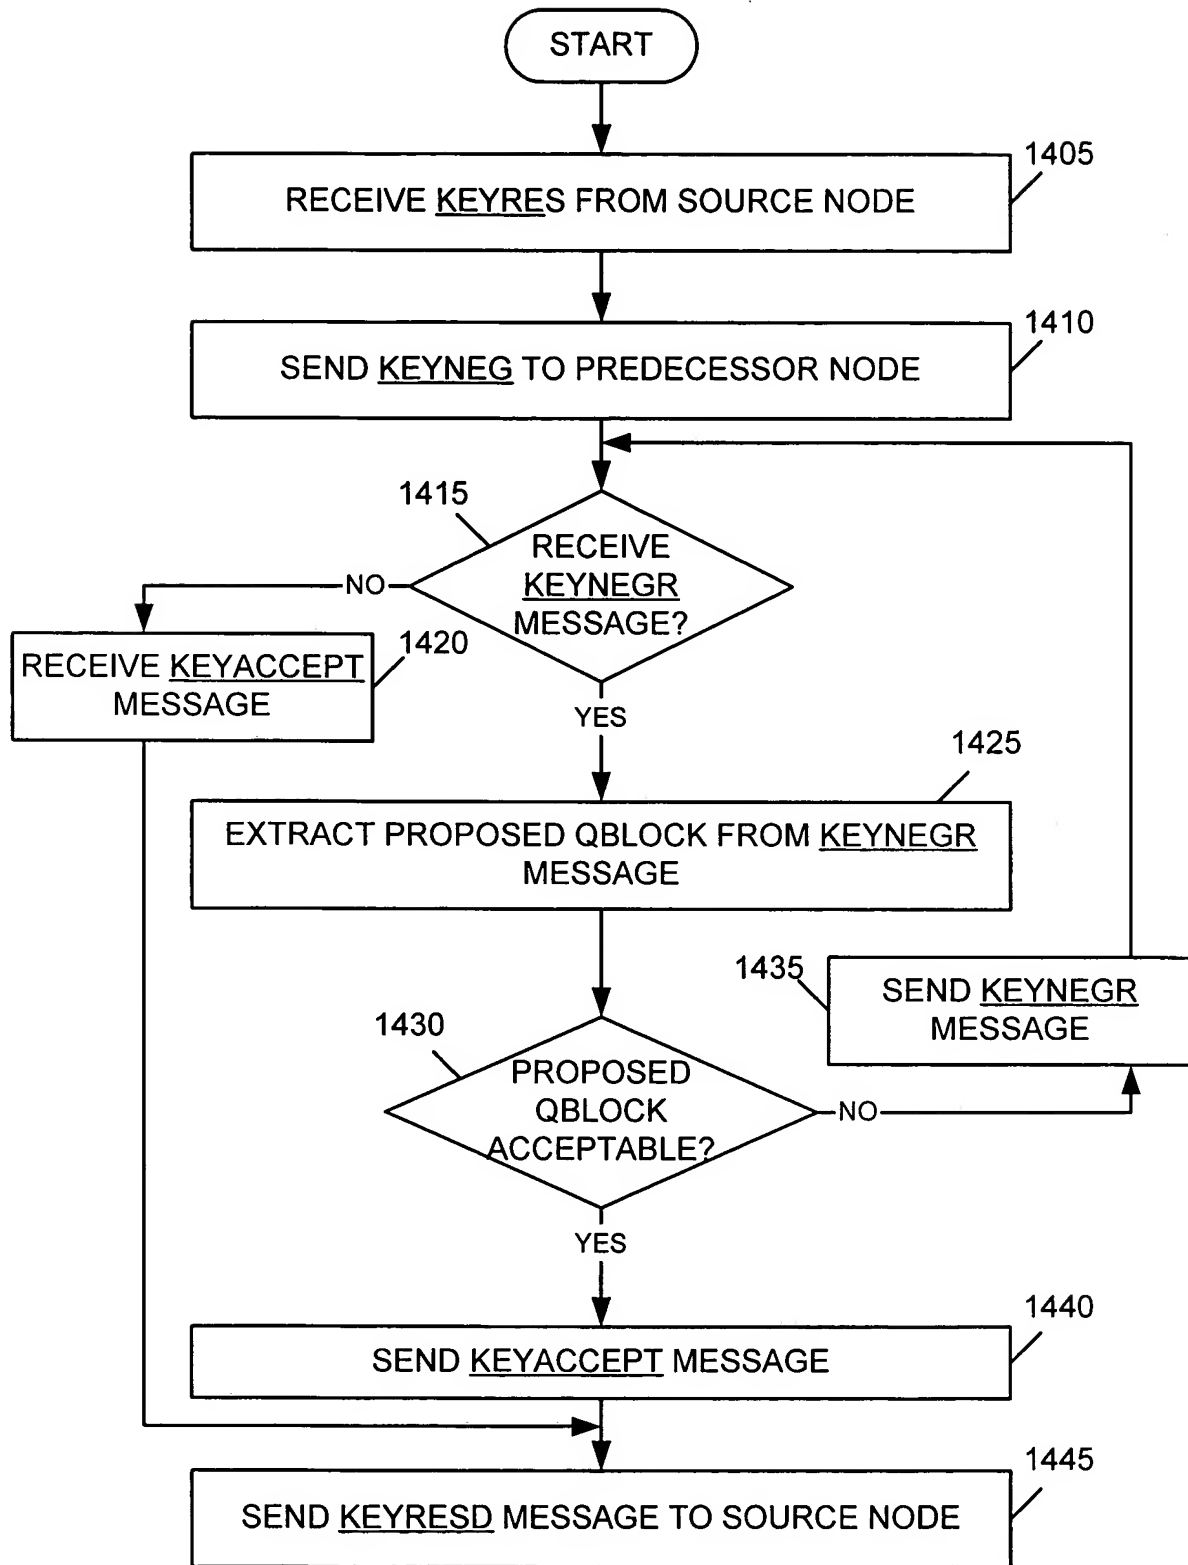 START
1405
RECEIVE KEYRES FROM SOURCE NODE
1410
SEND KEYNEG TO PREDECESSOR NODE
1415
RECEIVE
KEYNEGR
MESSAGE?
NO
1420
RECEIVE KEYACCEPT
MESSAGE
YES
1425
EXTRACT PROPOSED QBLOCK FROM KEYNEGR
MESSAGE
1435
SEND KEYNEGR
MESSAGE
1430
PROPOSED
QBLOCK
ACCEPTABLE?
NO
YES
1440
SEND KEYACCEPT MESSAGE
1445
SEND KEYRESD MESSAGE TO SOURCE NODE